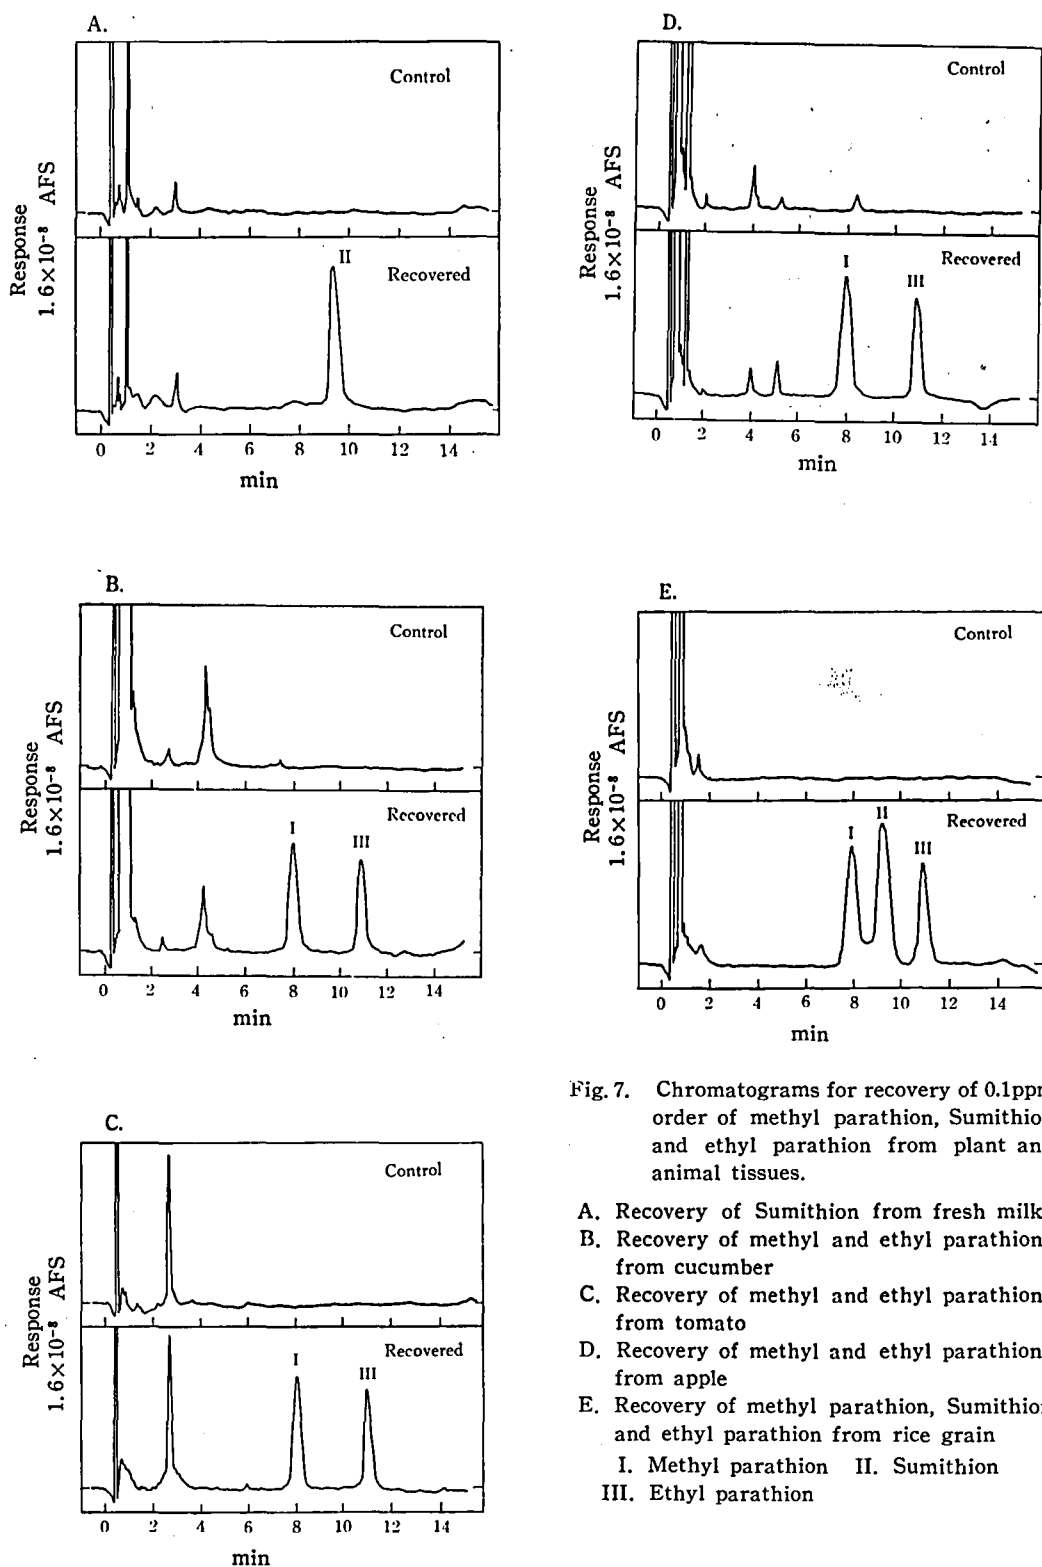 A.
Control
Response
1.6×10⁻⁸ AFS
II
Recovered
0 2 4 6 8 10 12 14
min
B.
Control
Response
1.6×10⁻⁸ AFS
I
III
Recovered
0 2 4 6 8 10 12 14
min
C.
Control
Response
1.6×10⁻⁸ AFS
I
III
Recovered
0 2 4 6 8 10 12 14
min
D.
Control
Response
1.6×10⁻⁸ AFS
I
III
Recovered
0 2 4 6 8 10 12 14
min
E.
Control
Response
1.6×10⁻⁸ AFS
I
II
III
Recovered
0 2 4 6 8 10 12 14
min
Fig. 7. Chromatograms for recovery of 0.1ppm
order of methyl parathion, Sumithio
and ethyl parathion from plant an
animal tissues.
A. Recovery of Sumithion from fresh milk
B. Recovery of methyl and ethyl parathion
from cucumber
C. Recovery of methyl and ethyl parathion
from tomato
D. Recovery of methyl and ethyl parathion
from apple
E. Recovery of methyl parathion, Sumithion
and ethyl parathion from rice grain
I. Methyl parathion II. Sumithion
III. Ethyl parathion